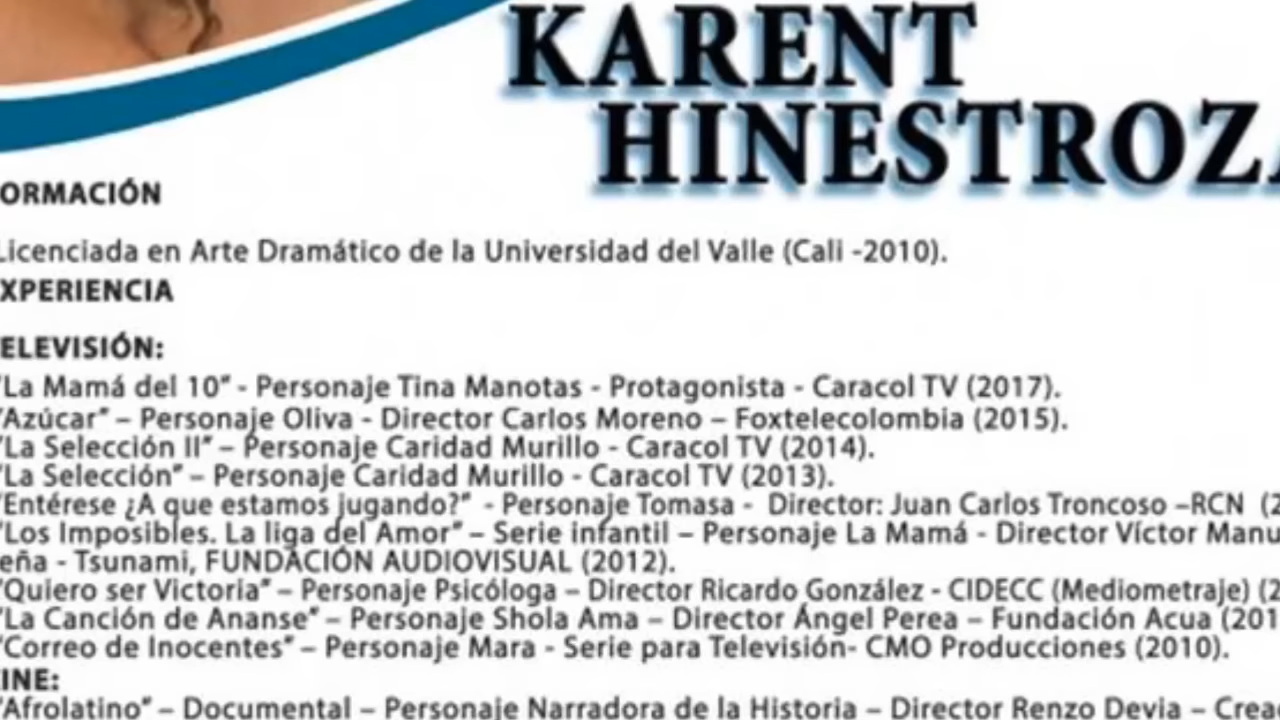 KARENT
HINESTROZ
ORMACIÓN
Licenciada en Arte Dramático de la Universidad del Valle (Cali -2010).
XPERIENCIA
ELEVISIÓN:
"La Mamá del 10" - Personaje Tina Manotas - Protagonista - Caracol TV (2017).
"Azúcar" – Personaje Oliva - Director Carlos Moreno – Foxtelecolombia (2015).
"La Selección II" – Personaje Caridad Murillo - Caracol TV (2014).
"La Selección" – Personaje Caridad Murillo - Caracol TV (2013).
"Entérese ¿A que estamos jugando?" - Personaje Tomasa - Director: Juan Carlos Troncoso –RCN (2
"Los Imposibles. La liga del Amor" – Serie infantil – Personaje La Mamá - Director Víctor Manu
eña - Tsunami, FUNDACIÓN AUDIOVISUAL (2012).
"Quiero ser Victoria" – Personaje Psicóloga – Director Ricardo González - CIDECC (Mediometraje) (2
"La Canción de Ananse" – Personaje Shola Ama – Director Ángel Perea – Fundación Acua (201
"Correo de Inocentes" – Personaje Mara - Serie para Televisión- CMO Producciones (2010).
INE:
"Afrolatino" – Documental – Personaje Narradora de la Historia – Director Renzo Devia – Crea